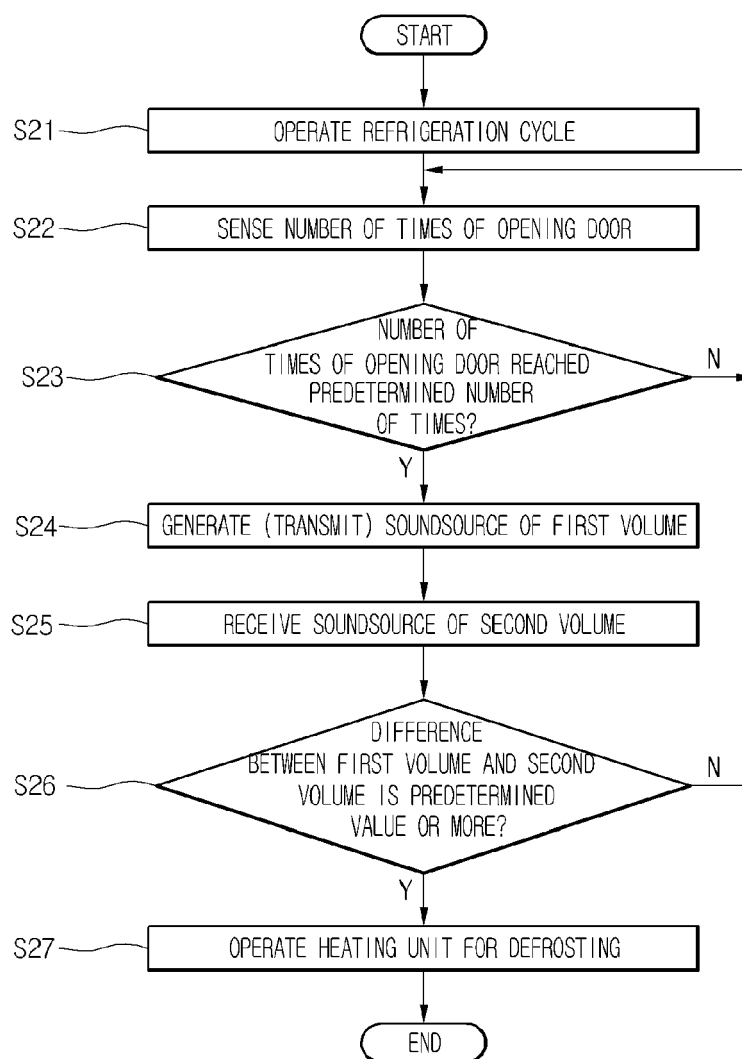 START
S21
OPERATE REFRIGERATION CYCLE
S22
SENSE NUMBER OF TIMES OF OPENING DOOR
S23
NUMBER OF
TIMES OF OPENING DOOR REACHED
PREDETERMINED NUMBER
OF TIMES?
N
Y
S24
GENERATE (TRANSMIT) SOUNDSOURCE OF FIRST VOLUME
S25
RECEIVE SOUNDSOURCE OF SECOND VOLUME
S26
DIFFERENCE
BETWEEN FIRST VOLUME AND SECOND
VOLUME IS PREDETERMINED
VALUE OR MORE?
N
Y
S27
OPERATE HEATING UNIT FOR DEFROSTING
END